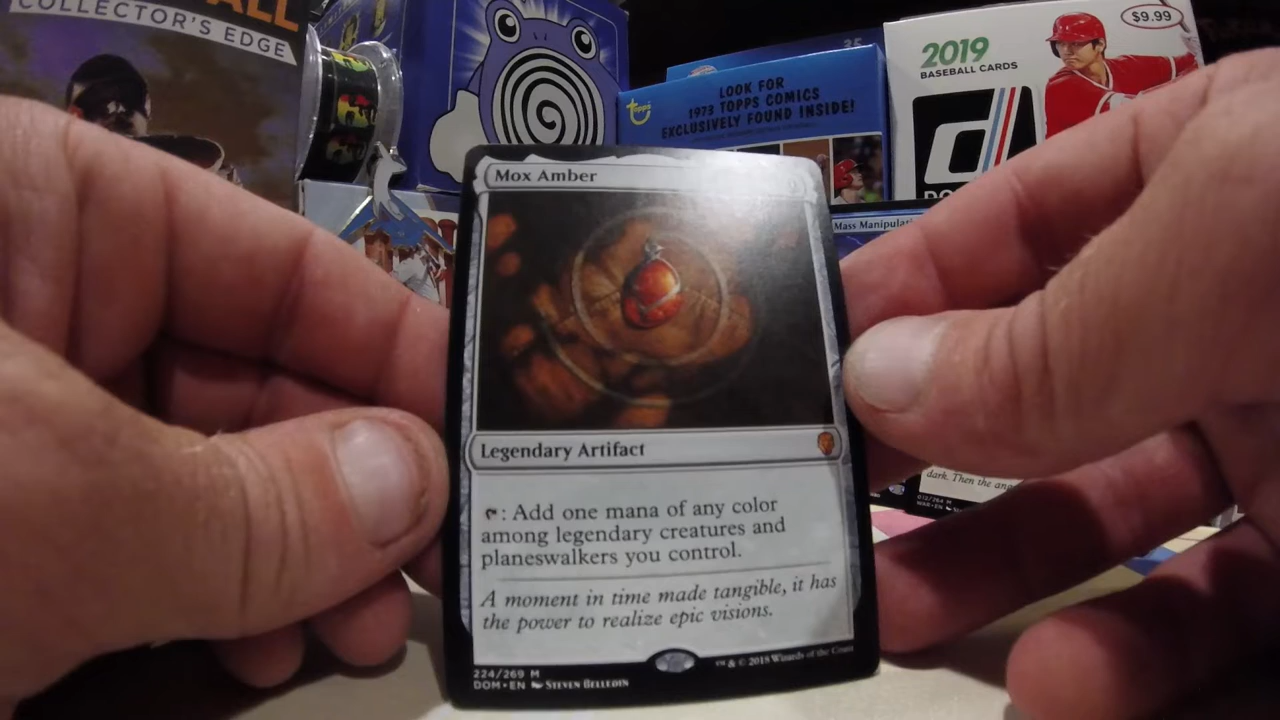 COLLECTOR'S EDGE
topps
LOOK FOR
1973 TOPPS COMICS
EXCLUSIVELY FOUND INSIDE!
$9.99
2019
BASEBALL CARDS
Mass
Mox Amber
0
Legendary Artifact
: Add one mana of any color
among legendary creatures and
planeswalkers you control.
A moment in time made tangible, it has
the power to realize epic visions.
224/269 M
DOM • EN Steven Belledin
™ & © 2018 Wizards of the Coast
dark. Then the